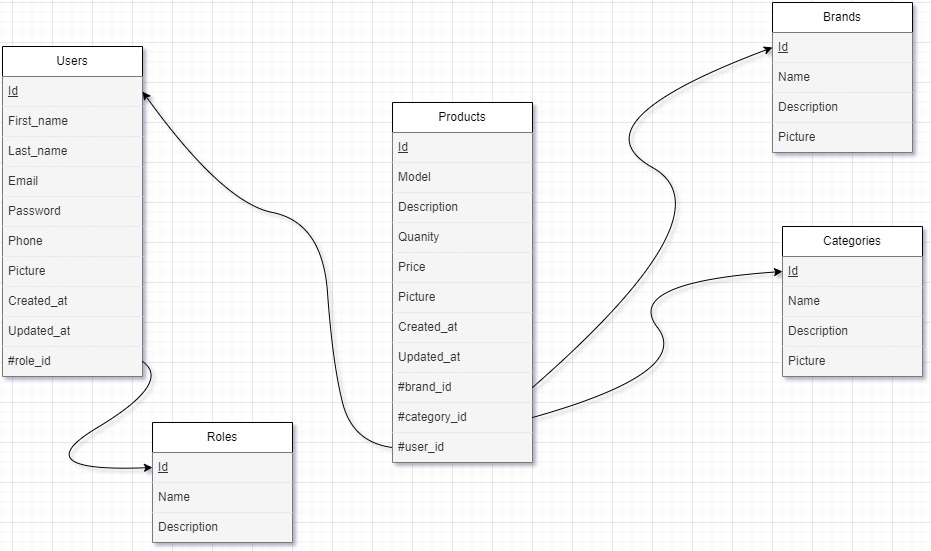 Users
Id
First_name
Last_name
Email
Password
Phone
Picture
Created_at
Updated_at
#role_id
Roles
Id
Name
Description
Products
Id
Model
Description
Quanity
Price
Picture
Created_at
Updated_at
#brand_id
#category_id
#user_id
Brands
Id
Name
Description
Picture
Categories
Id
Name
Description
Picture